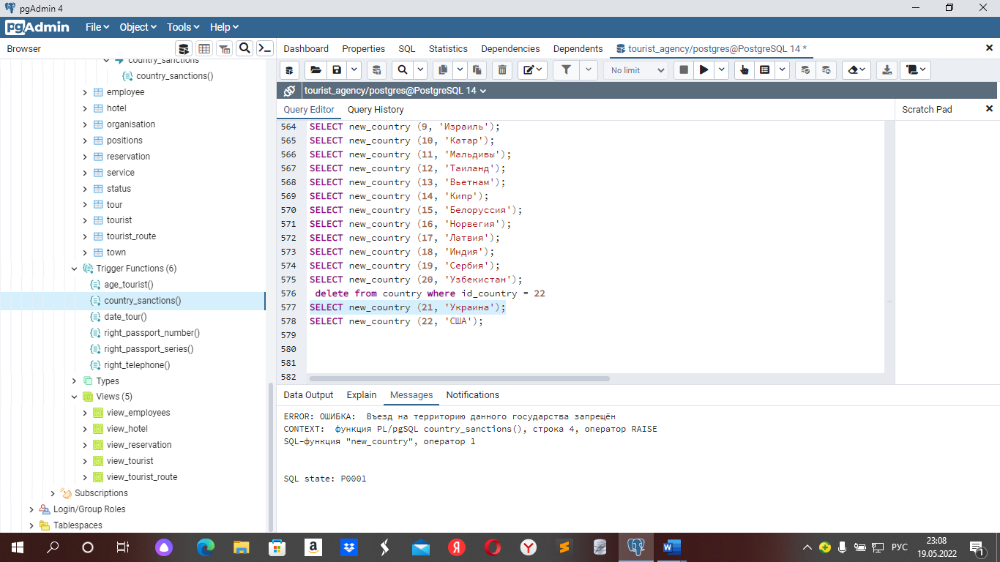 pgAdmin 4
pgAdmin File Object Tools Help
Browser
Dashboard Properties SQL Statistics Dependencies Dependents tourist_agency/postgres@PostgreSQL 14 *
No limit
tourist_agency/postgres@PostgreSQL 14
Query Editor Query History
Scratch Pad
country_sanctions
country_sanctions()
employee
hotel
organisation
positions
reservation
service
status
tour
tourist
tourist_route
town
Trigger Functions (6)
age_tourist()
country_sanctions()
date_tour()
right_passport_number()
right_passport_series()
right_telephone()
Types
Views (5)
view_employees
view_hotel
view_reservation
view_tourist
view_tourist_route
Subscriptions
Login/Group Roles
Tablespaces
564 SELECT new_country (9, 'Израиль');
565 SELECT new_country (10, 'Катар');
566 SELECT new_country (11, 'Мальдивы');
567 SELECT new_country (12, 'Таиланд');
568 SELECT new_country (13, 'Вьетнам');
569 SELECT new_country (14, 'Кипр');
570 SELECT new_country (15, 'Белоруссия');
571 SELECT new_country (16, 'Норвегия');
572 SELECT new_country (17, 'Латвия');
573 SELECT new_country (18, 'Индия');
574 SELECT new_country (19, 'Сербия');
575 SELECT new_country (20, 'Узбекистан');
576 delete from country where id_country = 22
577 SELECT new_country (21, 'Украина');
578 SELECT new_country (22, 'США');
579
580
581
582
Data Output Explain Messages Notifications
ERROR: ОШИБКА: Въезд на территорию данного государства запрещён
CONTEXT: функция PL/pgSQL country_sanctions(), строка 4, оператор RAISE
SQL-функция "new_country", оператор 1
SQL state: P0001
РУС
23:08
19.05.2022
1